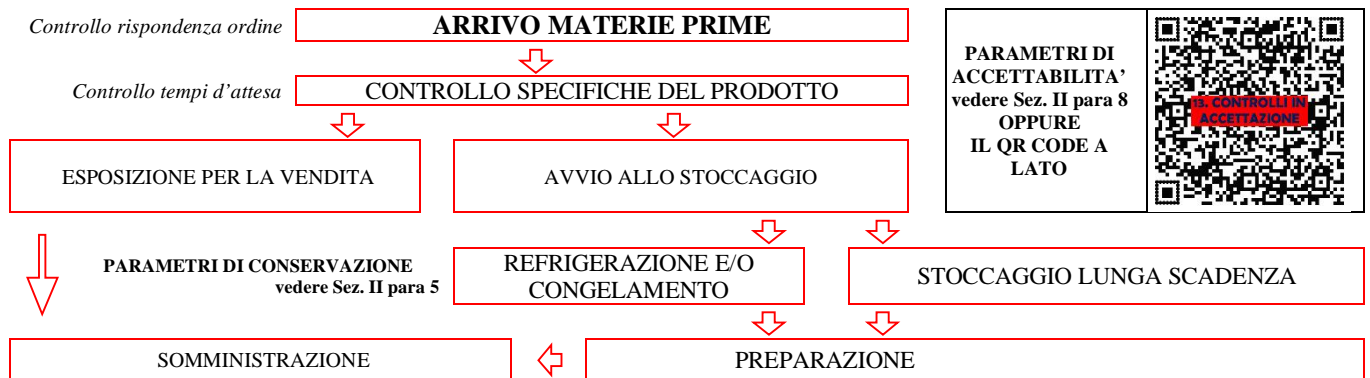 Controllo rispondenza ordine
ARRIVO MATERIE PRIME
Controllo tempi d'attesa
CONTROLLO SPECIFICHE DEL PRODOTTO
PARAMETRI DI
ACCETTABILITA'
vedere Sez. II para 8
OPPURE
IL QR CODE A
LATO
13. CONTROLLI IN
ACCETTAZIONE
ESPOSIZIONE PER LA VENDITA
AVVIO ALLO STOCCAGGIO
PARAMETRI DI CONSERVAZIONE
vedere Sez. II para 5
REFRIGERAZIONE E/O
CONGELAMENTO
STOCCAGGIO LUNGA SCADENZA
SOMMINISTRAZIONE
PREPARAZIONE